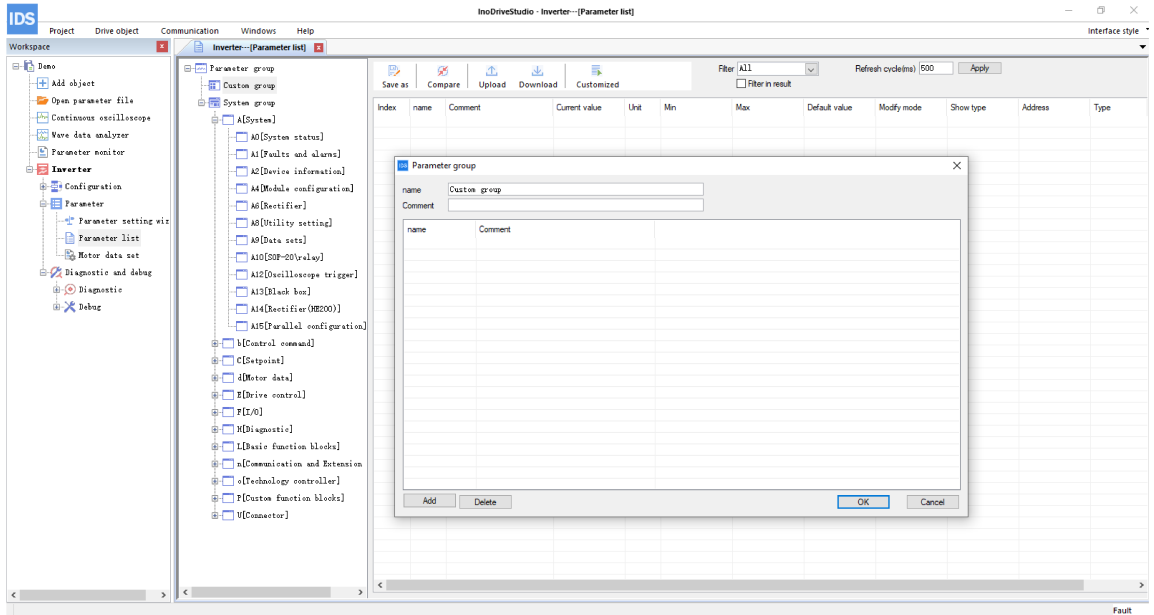 InoDriveStudio - Inverter---[Parameter list]
IDS
Project Drive object Communication Windows Help Interface style
Workspace
Inverter---[Parameter list]
Demo
Add object
Open parameter file
Continuous oscilloscope
Wave data analyzer
Parameter monitor
Inverter
Configuration
Parameter
Parameter setting wiz
Parameter list
Motor data set
Diagnostic and debug
Diagnostic
Debug
Parameter group
Custom group
System group
A[System]
A0[System status]
A1[Faults and alarms]
A2[Device information]
A4[Module configuration]
A6[Rectifier]
A8[Utility setting]
A9[Data sets]
A10[SOP-20\relay]
A12[Oscilloscope trigger]
A13[Black box]
A14[Rectifier(HE200)]
A15[Parallel configuration]
b[Control command]
C[Setpoint]
d[Motor data]
E[Drive control]
F[I/O]
H[Diagnostic]
L[Basic function blocks]
n[Communication and Extension
o[Technology controller]
P[Custom function blocks]
U[Connector]
Save as Compare Upload Download Customized
Filter All Refresh cycle(ms) 500 Apply
Filter in result
Index name Comment Current value Unit Min Max Default value Modify mode Show type Address Type
IDS Parameter group
name Custom group
Comment
name Comment
Add Delete OK Cancel
Fault